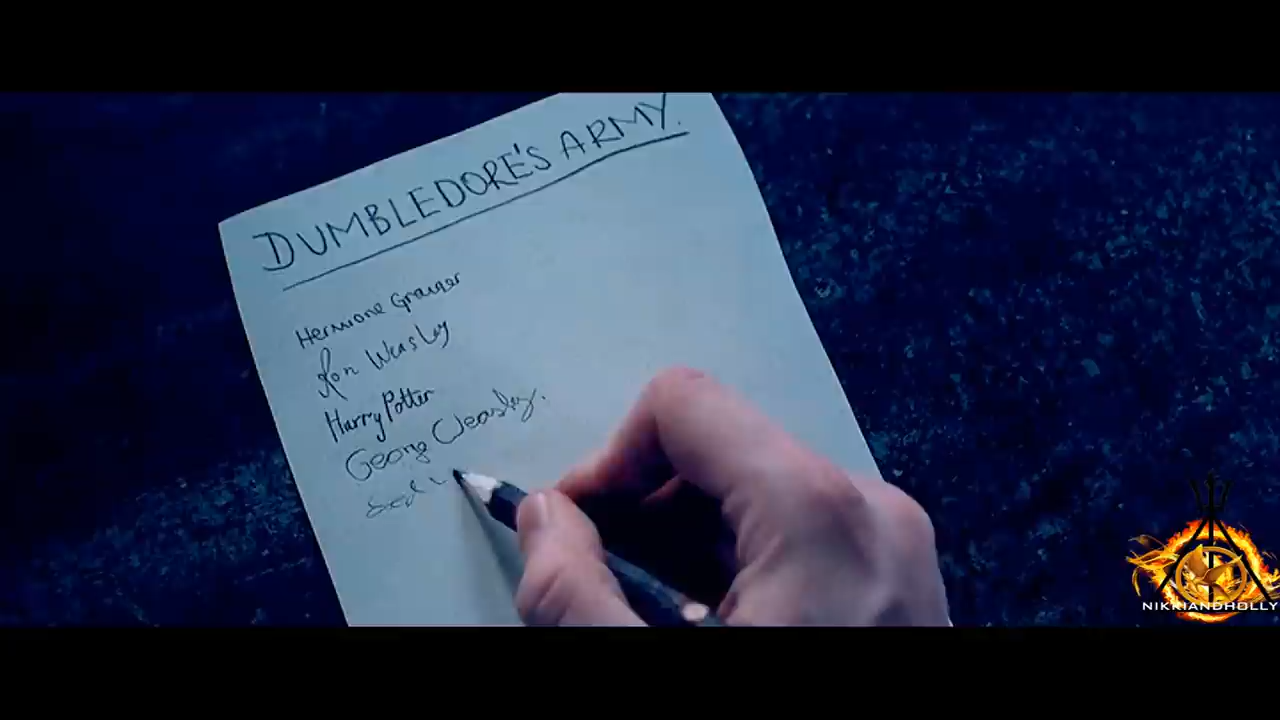 DUMBLEDORE'S ARMY.
Hermione Granger
Ron Weasley
Harry Potter
George Weasley.
NIKKIANDHOLLY